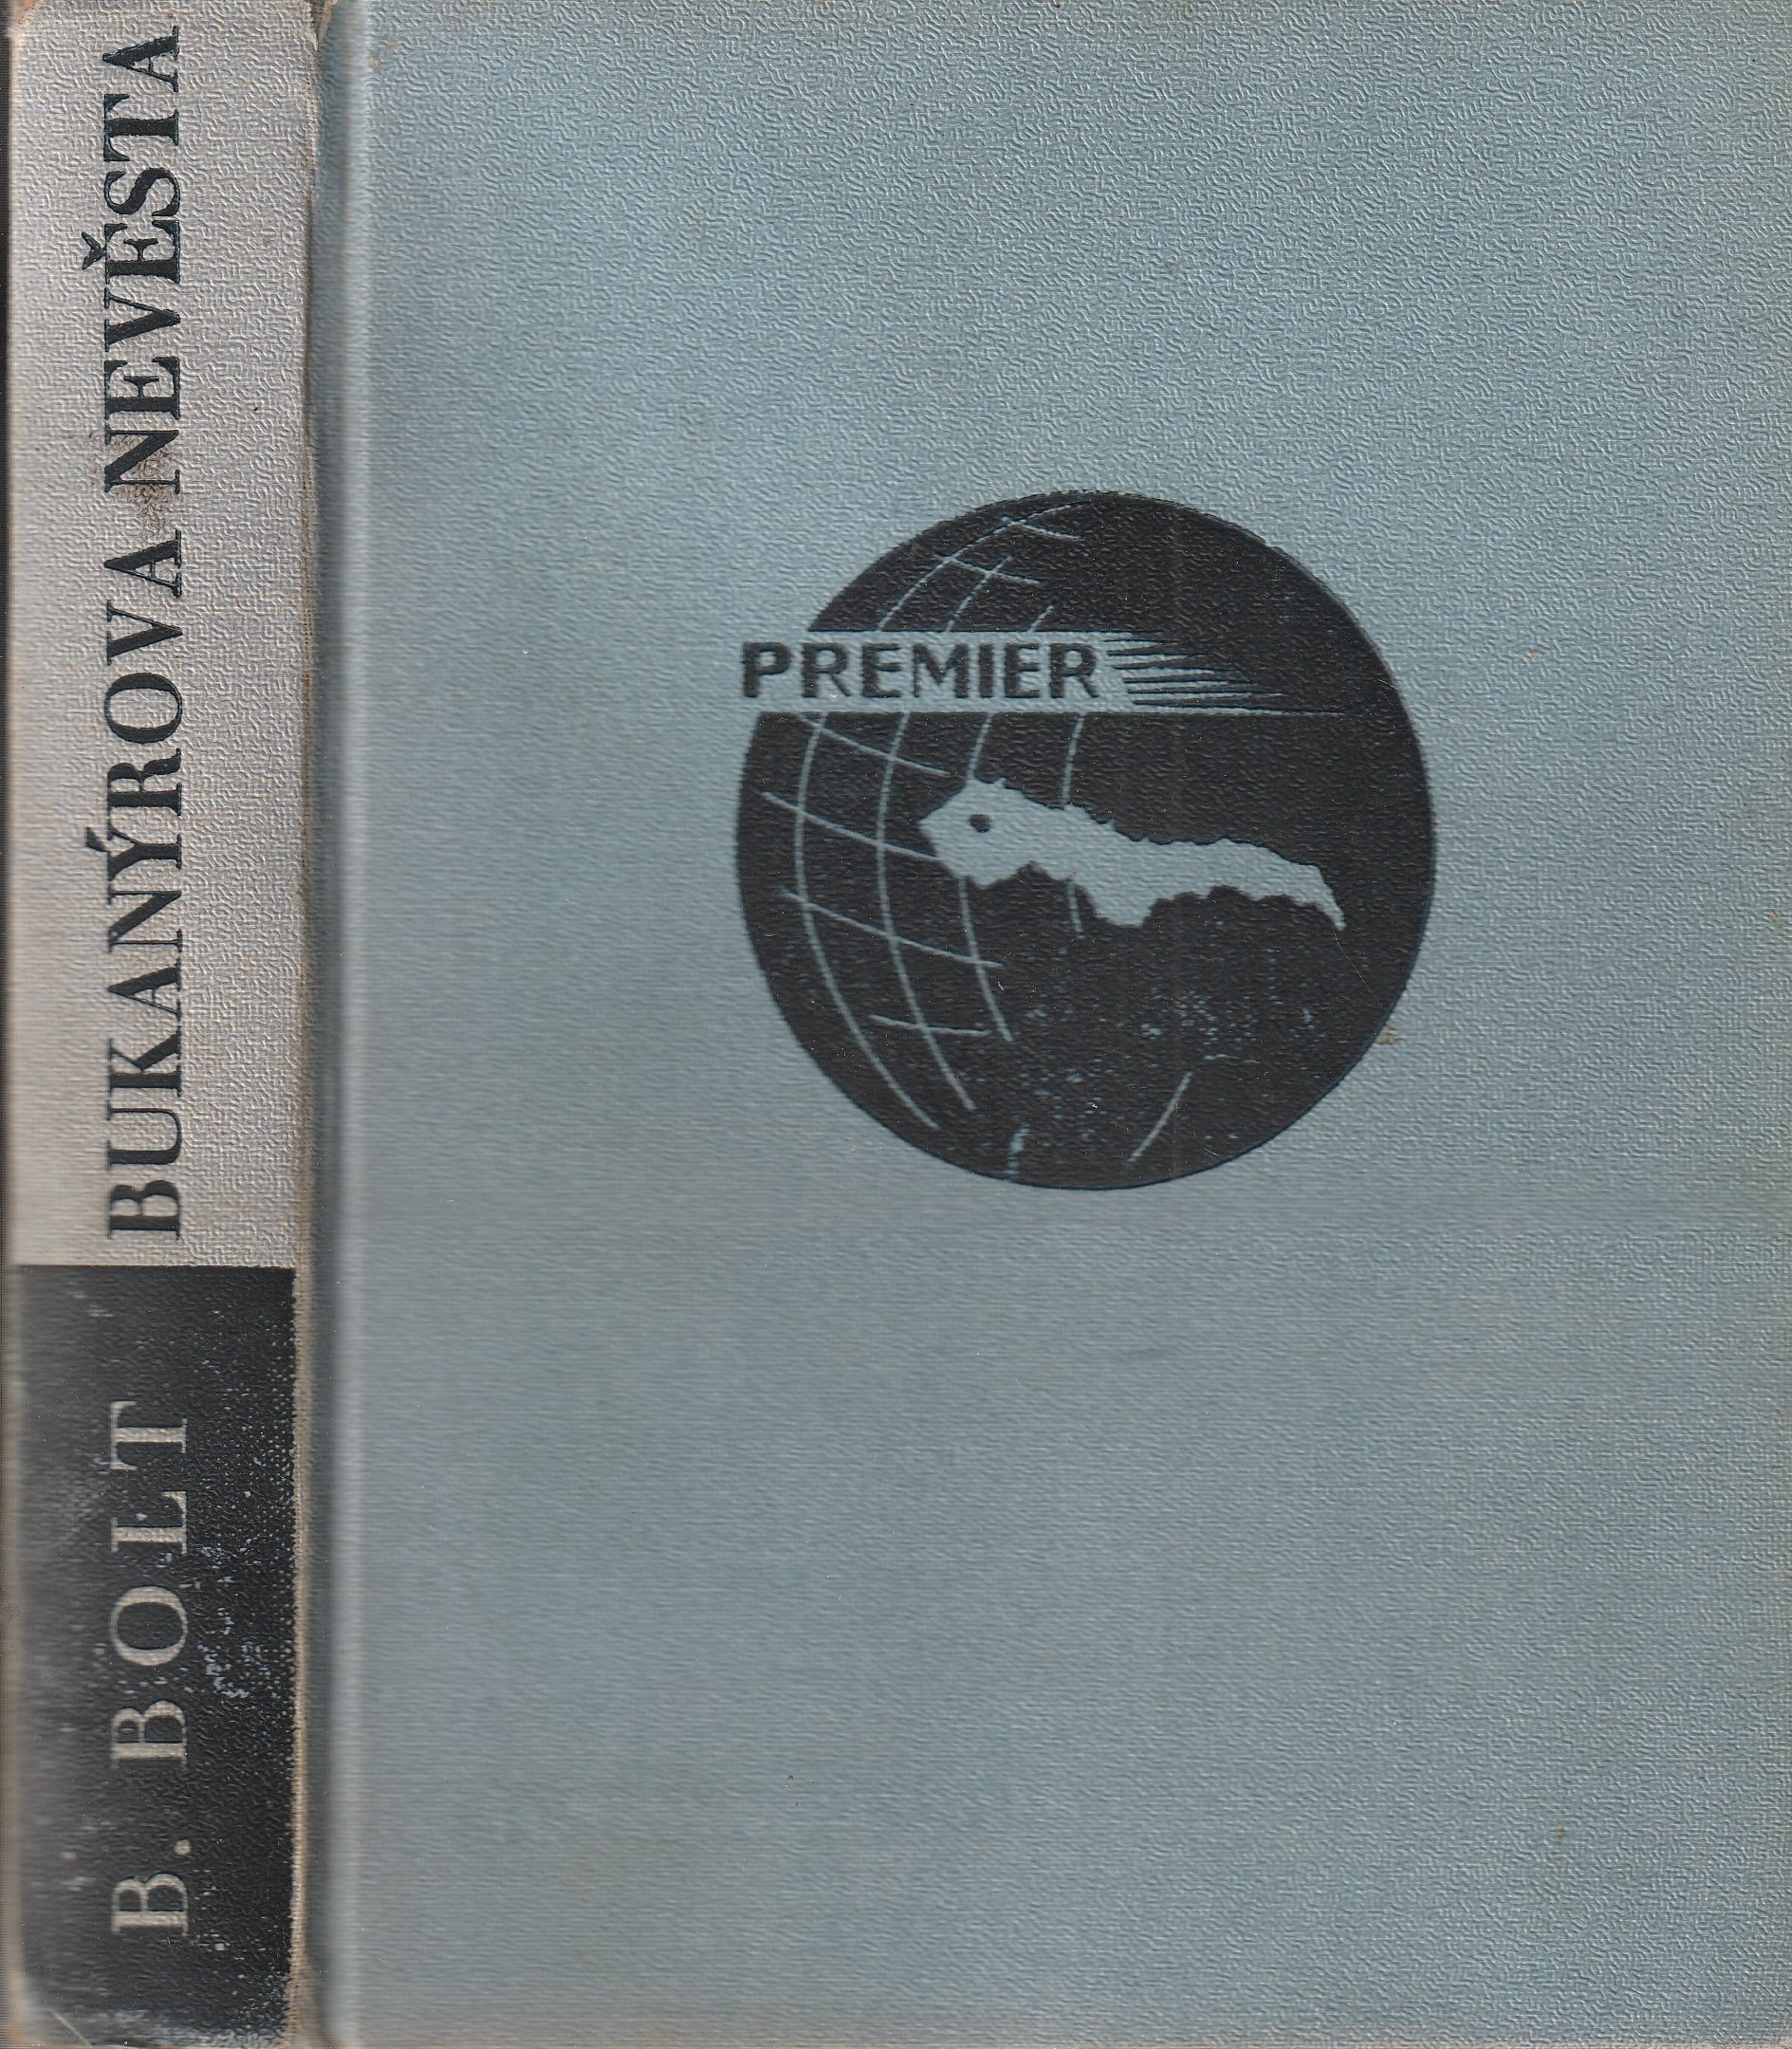 B. BOLT
BUKANÝROVA NEVĚSTA
PREMIER